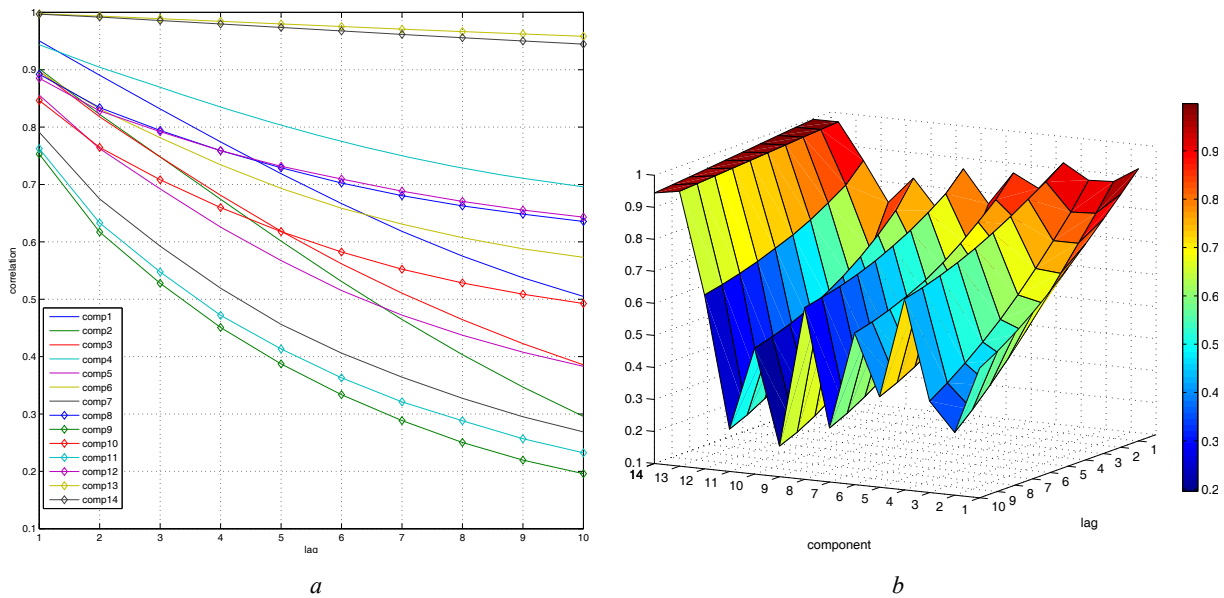 1
0.9
0.8
0.7
0.6
0.5
0.4
0.3
0.2
0.1
correlation
comp1
comp2
comp3
comp4
comp5
comp6
comp7
comp8
comp9
comp10
comp11
comp12
comp13
comp14
1 2 3 4 5 6 7 8 9 10
lag
a
1
0.9
0.8
0.7
0.6
0.5
0.4
0.3
0.2
0.1
14 13 12 11 10 9 8 7 6 5 4 3 2 1
component
10 9 8 7 6 5 4 3 2 1
lag
0.9
0.8
0.7
0.6
0.5
0.4
0.3
0.2
b